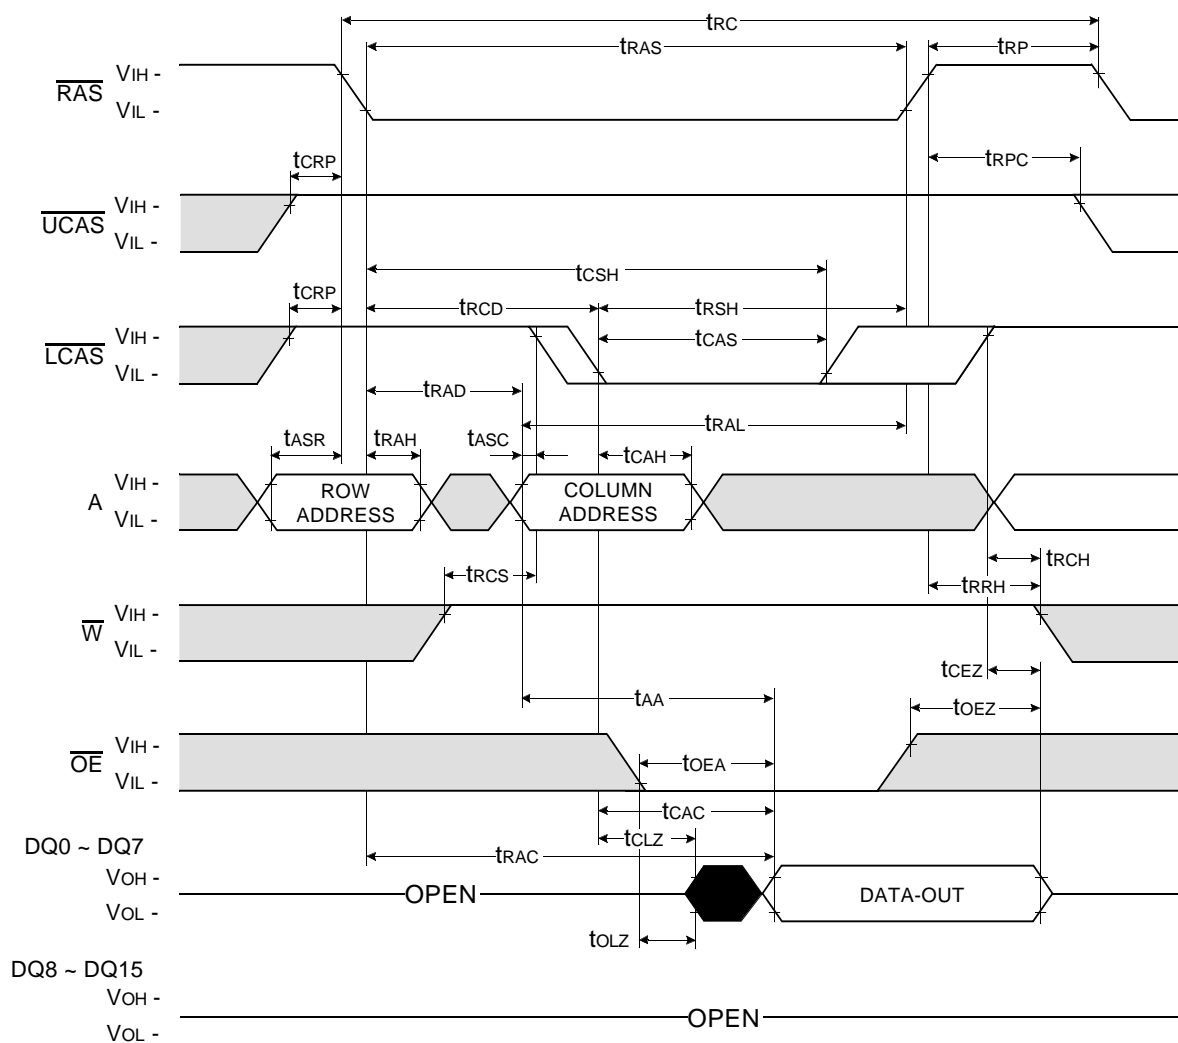 tRC
tRAS
tRP
RAS
VIH -
VIL -
tCRP
tRPC
UCAS
VIH -
VIL -
tCSH
tCRP
tRCD
tRSH
LCAS
VIH -
VIL -
tCAS
tRAD
tRAL
tASR
tRAH
tASC
tCAH
A
VIH -
VIL -
ROW
ADDRESS
COLUMN
ADDRESS
tRCS
tRCH
tRRH
W
VIH -
VIL -
tCEZ
tAA
tOEZ
OE
VIH -
VIL -
tOEA
tCAC
tCLZ
DQ0 ~ DQ7
tRAC
VOH -
VOL -
OPEN
DATA-OUT
tOLZ
DQ8 ~ DQ15
VOH -
VOL -
OPEN